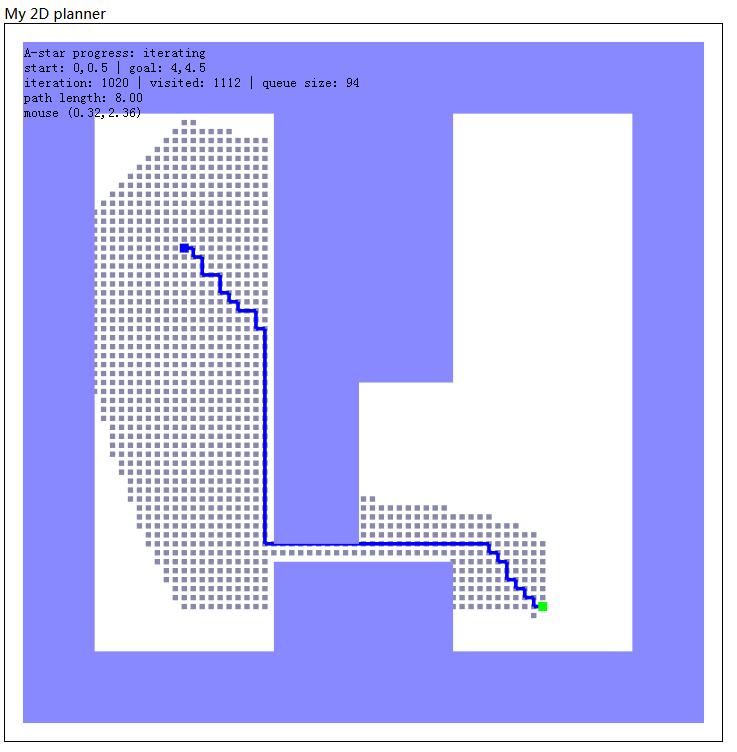 My 2D planner
A-star progress: iterating
start: 0,0.5 | goal: 4,4.5
iteration: 1020 | visited: 1112 | queue size: 94
path length: 8.00
mouse (0.32,2.36)